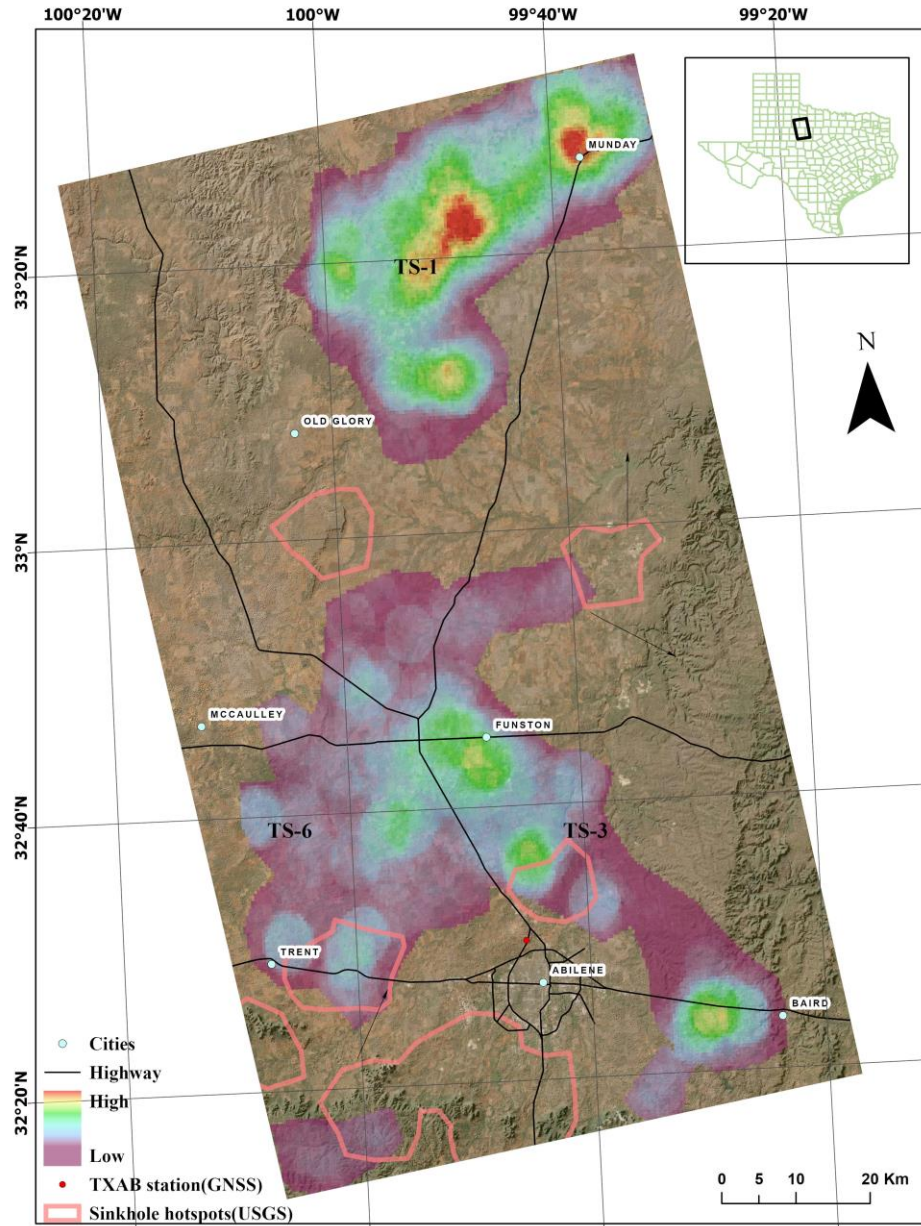 100°20'W
100°W
99°40'W
99°20'W
MUNDAY
33°20'N
TS-1
N
OLD GLORY
33°N
MCCAULLEY
FUNSTON
32°40'N
TS-6
TS-3
TRENT
ABILENE
BAIRD
Cities
Highway
High
32°20'N
Low
TXAB station(GNSS)
Sinkhole hotspots(USGS)
0 5 10 20 Km